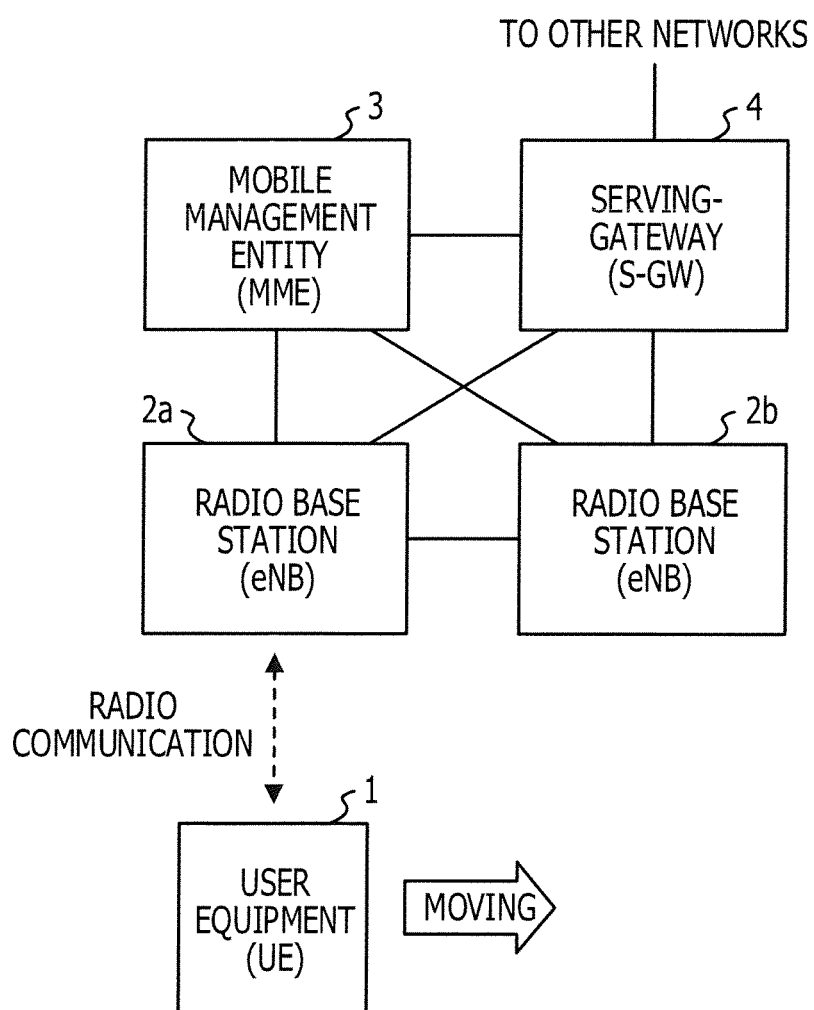 TO OTHER NETWORKS
3
4
MOBILE
MANAGEMENT
ENTITY
(MME)
SERVING-
GATEWAY
(S-GW)
2a
2b
RADIO BASE
STATION
(eNB)
RADIO BASE
STATION
(eNB)
RADIO
COMMUNICATION
1
USER
EQUIPMENT
(UE)
MOVING